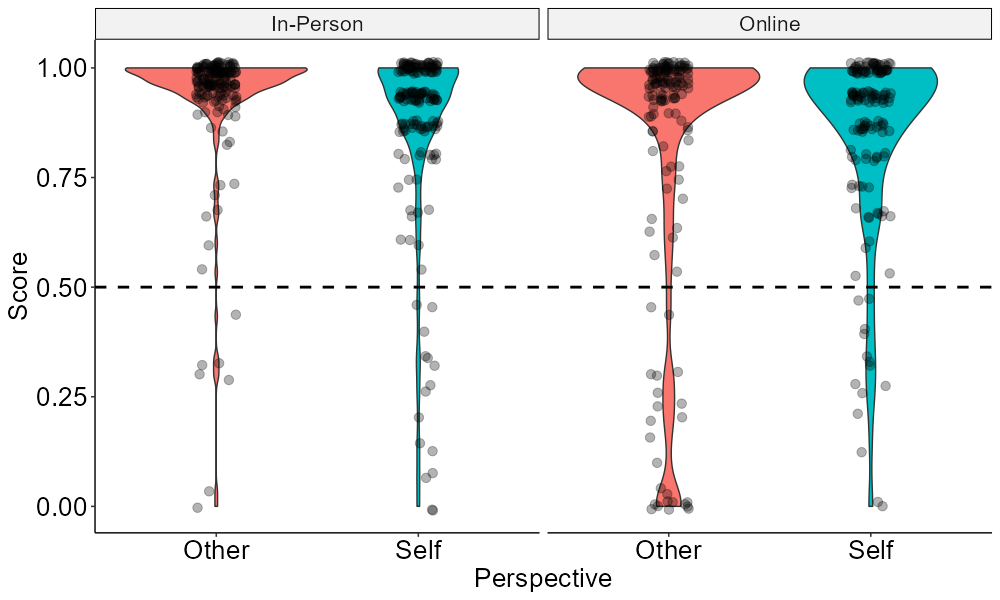 In-Person Online
1.00
0.75
0.50
0.25
0.00
Score
Other Self Other Self
Perspective